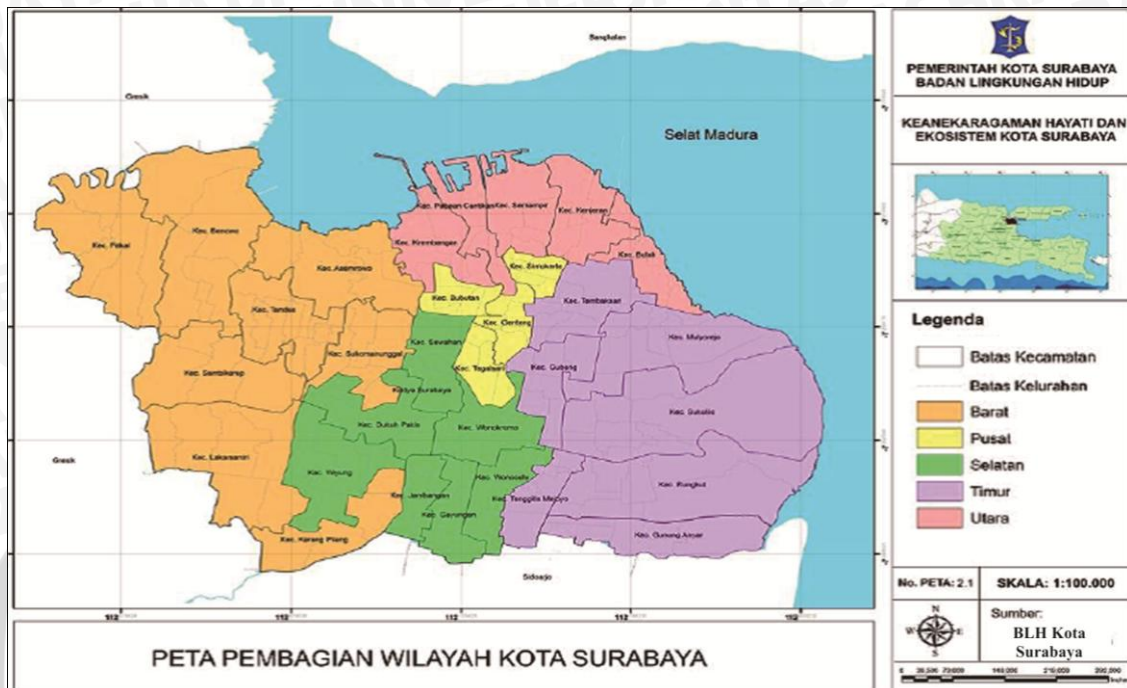 Bangkalan
Gresik
Selat Madura
Kec. Pabean Cantikan
Kec. Semampir
Kec. Kenjeran
Kec. Krembangan
Kec. Bulak
Kec. Pakal
Kec. Benowo
Kec. Asemrowo
Kec. Simokerto
Kec. Bubutan
Kec. Tambaksari
Kec. Tandes
Kec. Genteng
Kec. Sawahan
Kec. Mulyorejo
Kec. Sukomanunggal
Kec. Tegalsari
Kec. Gubeng
Kec. Sambikerep
Surabaya
Kec. Sukolilo
Kec. Dukuh Pakis
Kec. Wonokromo
Gresik
Kec. Lakarsantri
Kec. Wiyung
Kec. Wonocolo
Kec. Jambangan
Kec. Tenggilis Mejoyo
Kec. Rungkut
Kec. Gayungan
Kec. Karang Pilang
Kec. Gunung Anyar
Sidoarjo
PETA PEMBAGIAN WILAYAH KOTA SURABAYA
PEMERINTAH KOTA SURABAYA
BADAN LINGKUNGAN HIDUP
KEANEKARAGAMAN HAYATI DAN
EKOSISTEM KOTA SURABAYA
Legenda
Batas Kecamatan
Batas Kelurahan
Barat
Pusat
Selatan
Timur
Utara
No. PETA: 2.1
SKALA: 1:100.000
N
W E
S
Sumber:
BLH Kota
Surabaya